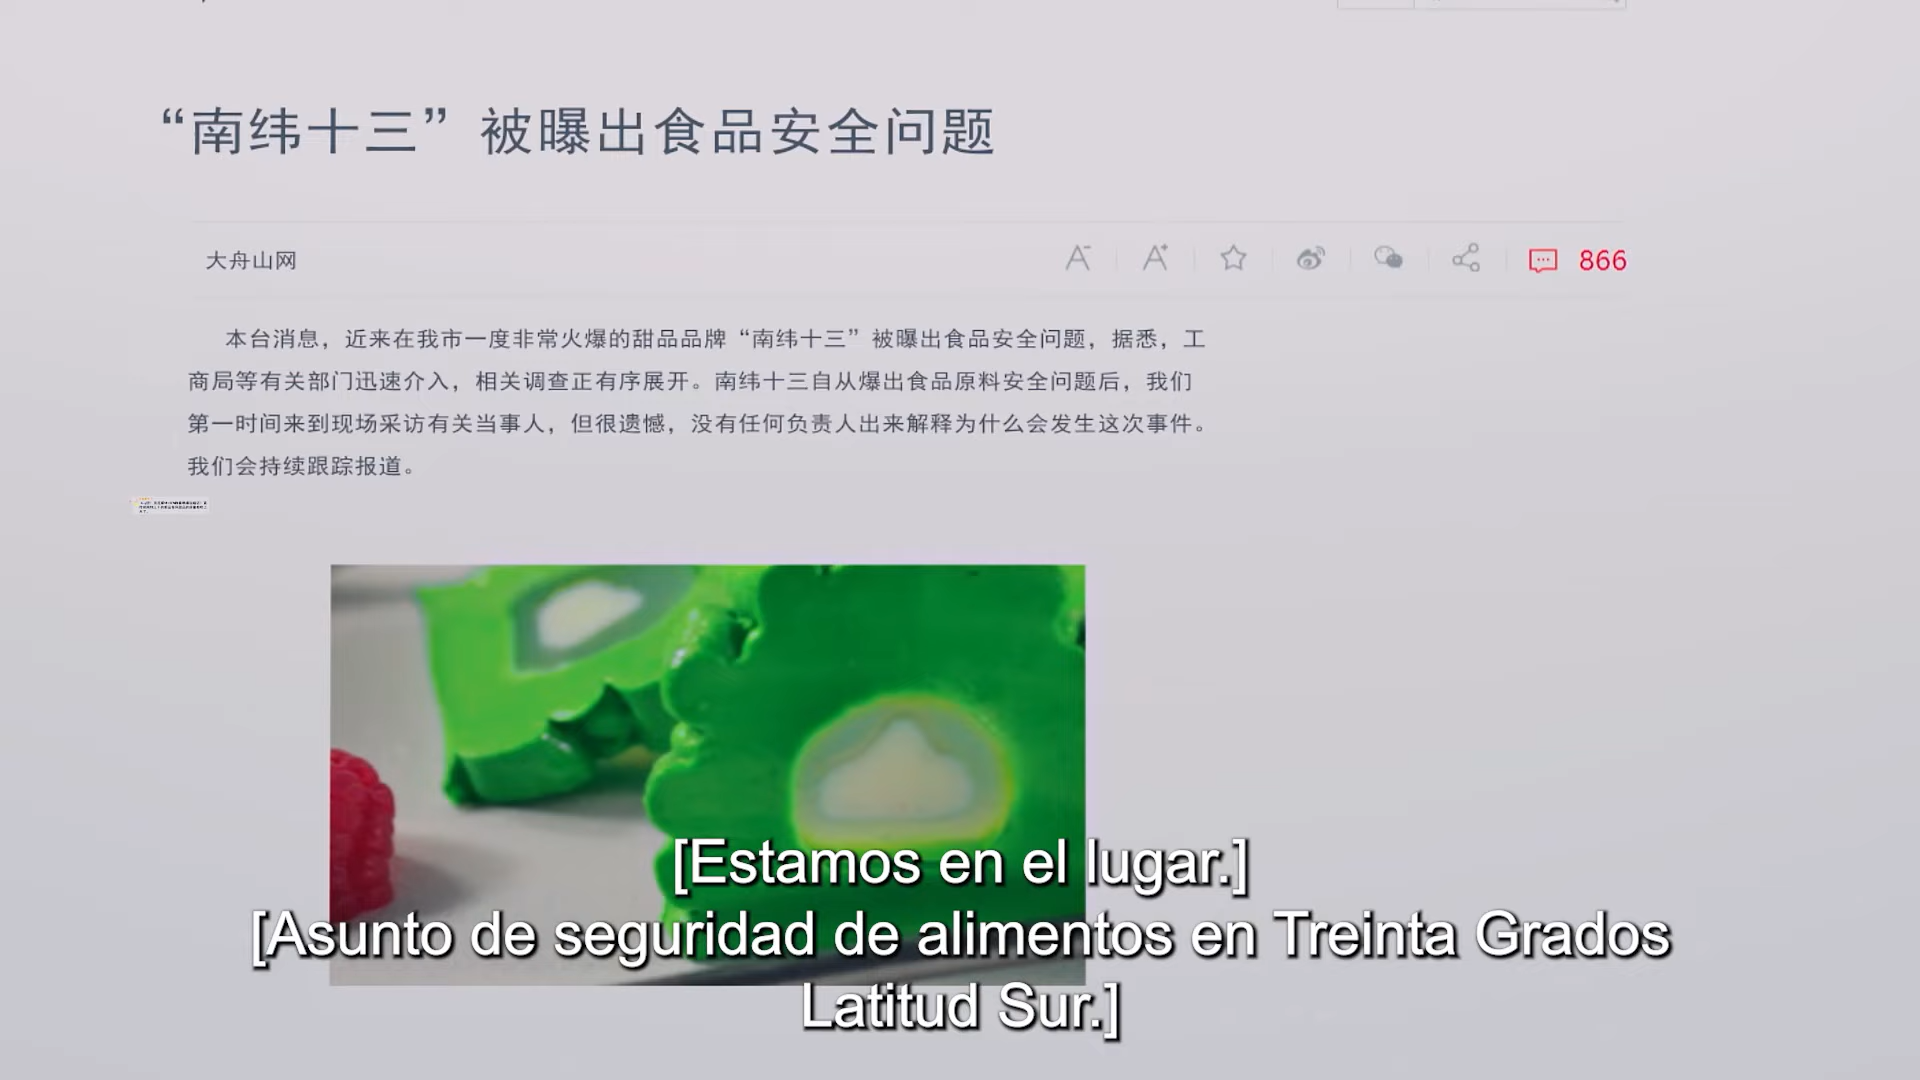 “南纬十三”被曝出食品安全问题
大舟山网
A- A+ 866
本台消息，近来在我市一度非常火爆的甜品品牌“南纬十三”被曝出食品安全问题，据悉，工
商局等有关部门迅速介入，相关调查正有序展开。南纬十三自从爆出食品原料安全问题后，我们
第一时间来到现场采访有关当事人，但很遗憾，没有任何负责人出来解释为什么会发生这次事件。
我们会持续跟踪报道。
[Estamos en el lugar.]
[Asunto de seguridad de alimentos en Treinta Grados
Latitud Sur.]